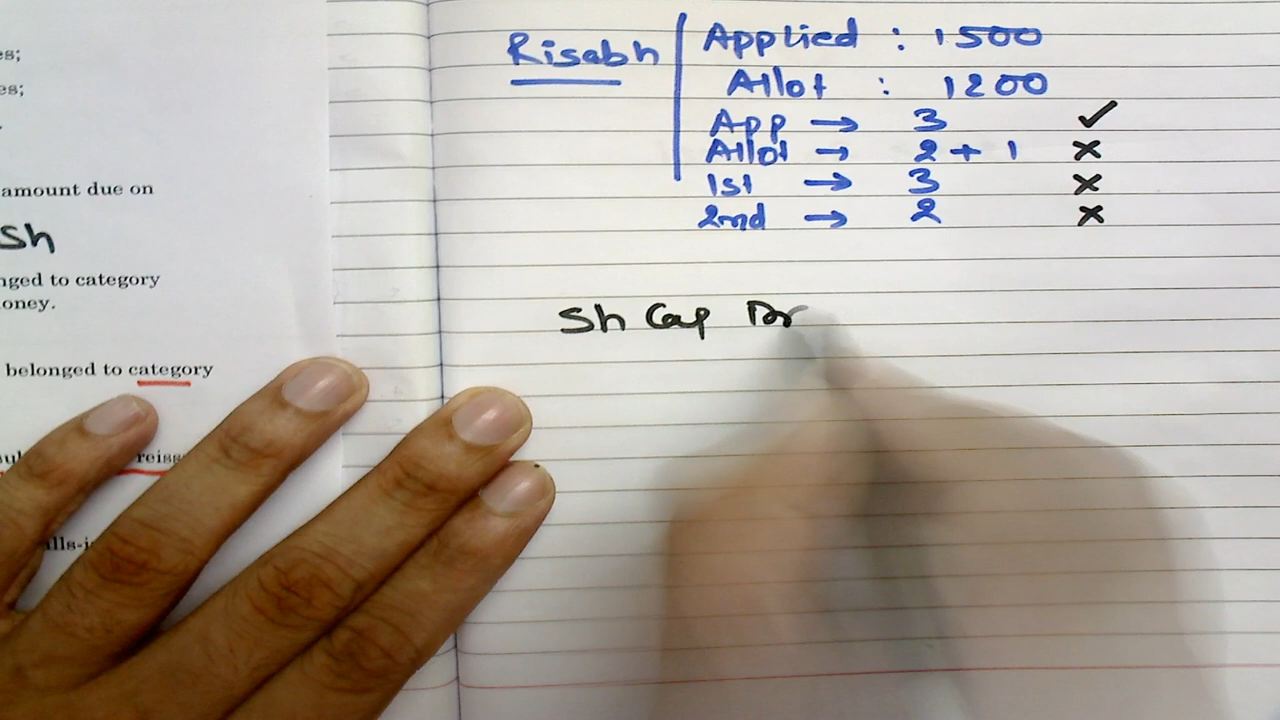 es;
es;
amount due on
sh
nged to category
oney.
belonged to category
reiss
Risabh
Applied : 1500
Allot : 1200
App → 3 ✓
Allot → 2 + 1 ×
1st → 3 ×
2nd → 2 ×
Sh Cap Dr